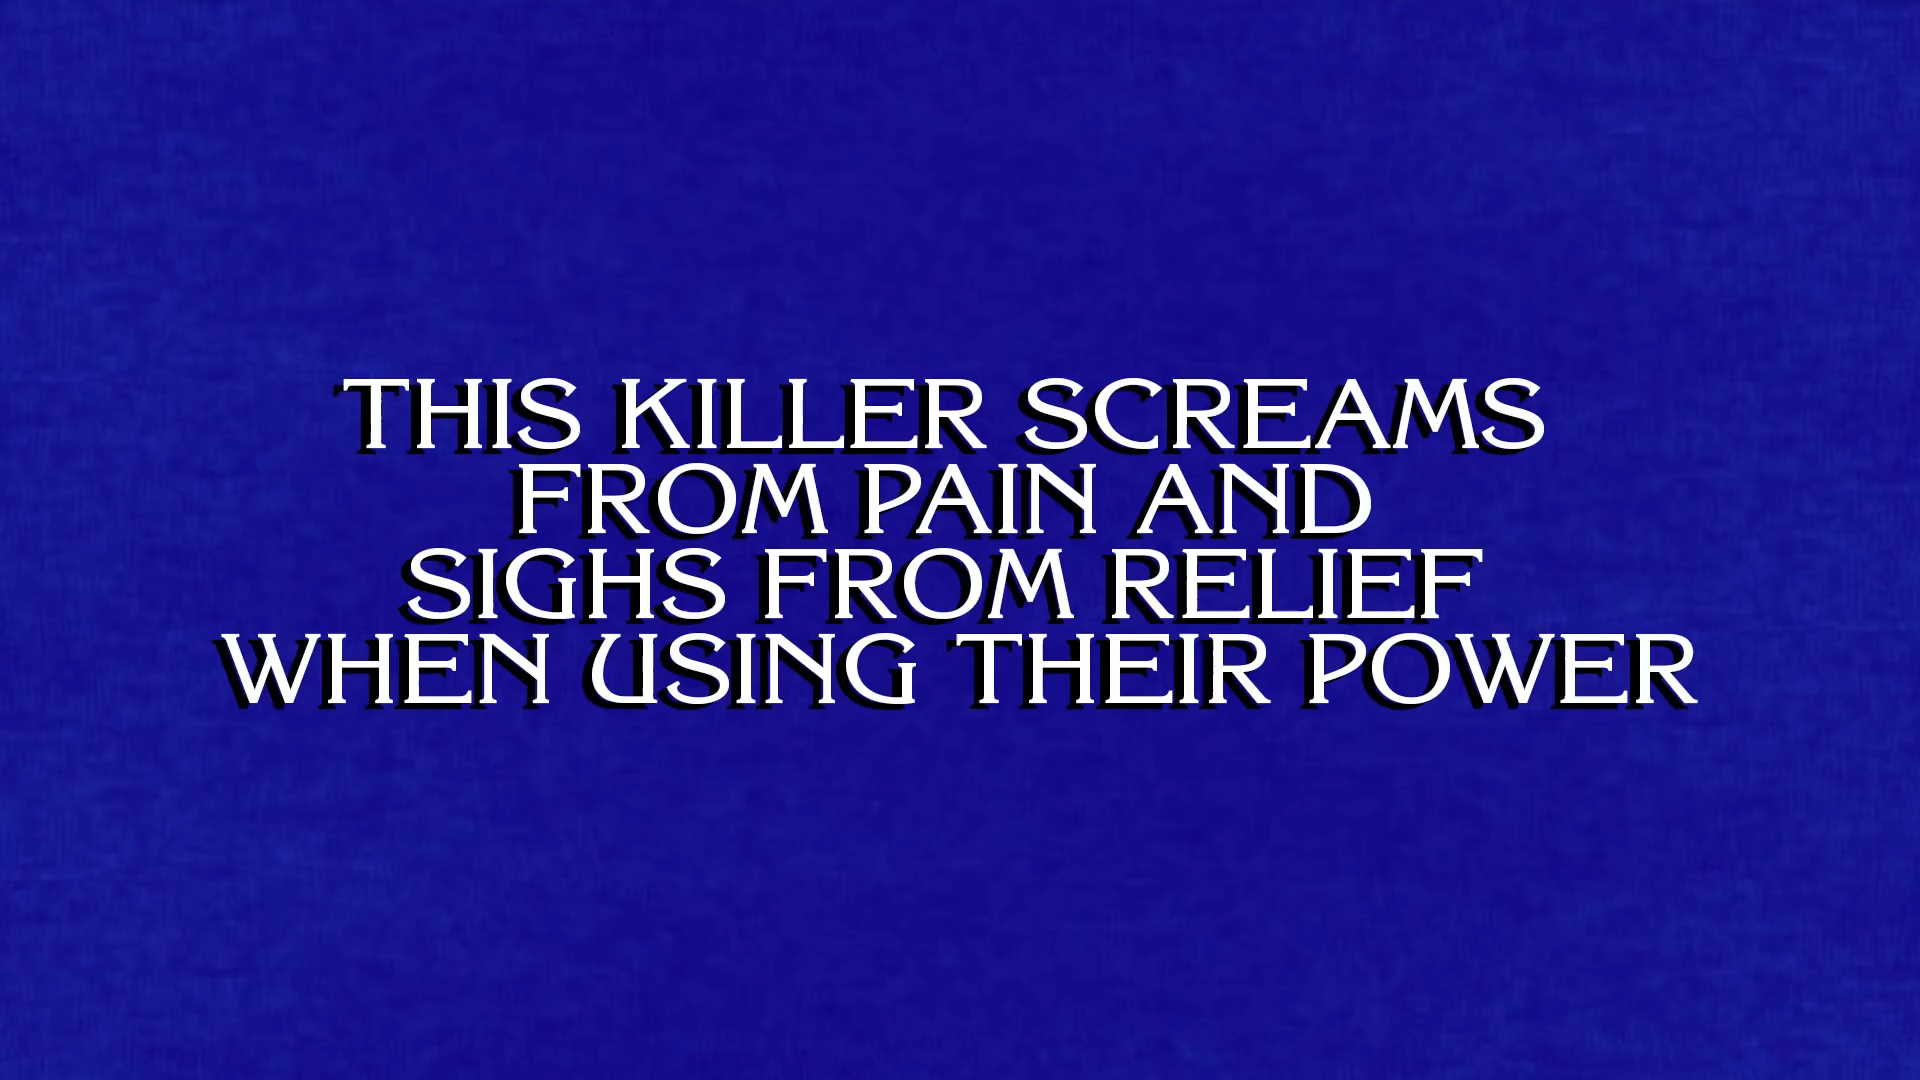 THIS KILLER SCREAMS
FROM PAIN AND
SIGHS FROM RELIEF
WHEN USING THEIR POWER